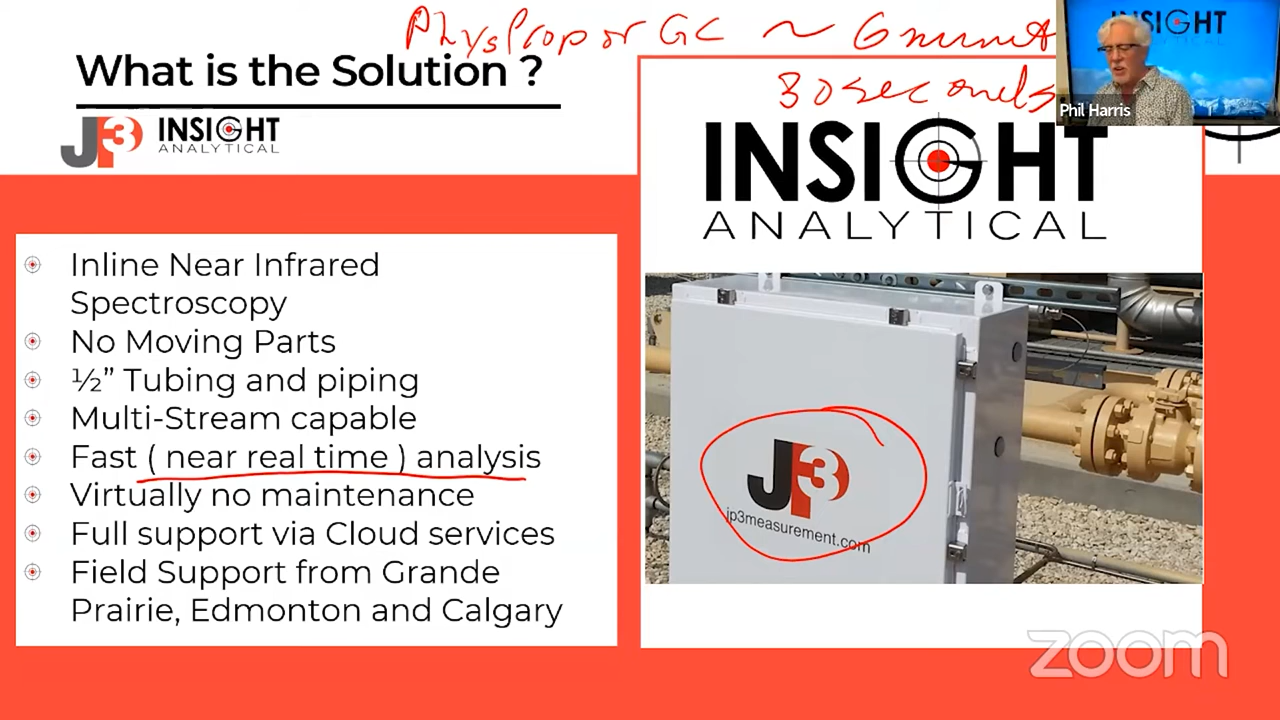 PhysProp or GC ~ 6
30 seconds
What is the Solution ?
JP3 INSIGHT
ANALYTICAL
Inline Near Infrared
Spectroscopy
No Moving Parts
½” Tubing and piping
Multi-Stream capable
Fast ( near real time ) analysis
Virtually no maintenance
Full support via Cloud services
Field Support from Grande
Prairie, Edmonton and Calgary
INSIGHT
ANALYTICAL
JP3
jp3measurement.com
INSIGHT
ANALYTICAL
Phil Harris
zoom